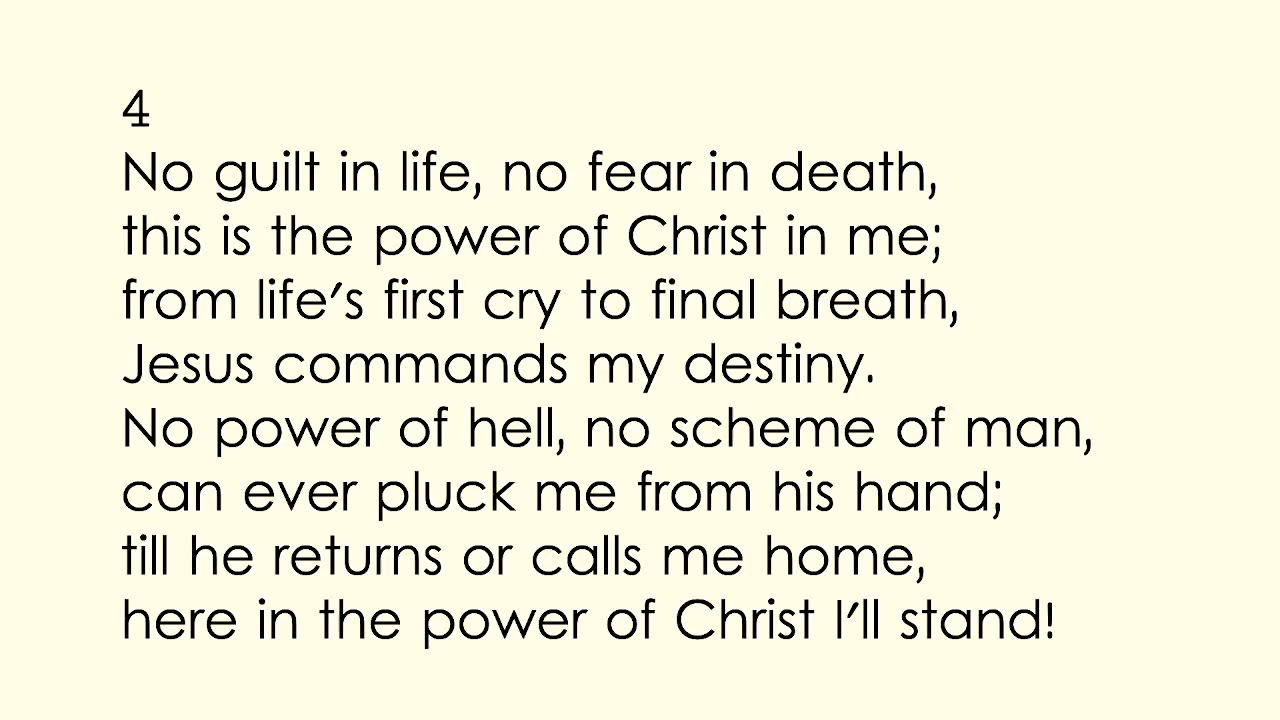 4
No guilt in life, no fear in death,
this is the power of Christ in me;
from life's first cry to final breath,
Jesus commands my destiny.
No power of hell, no scheme of man,
can ever pluck me from his hand;
till he returns or calls me home,
here in the power of Christ I'll stand!